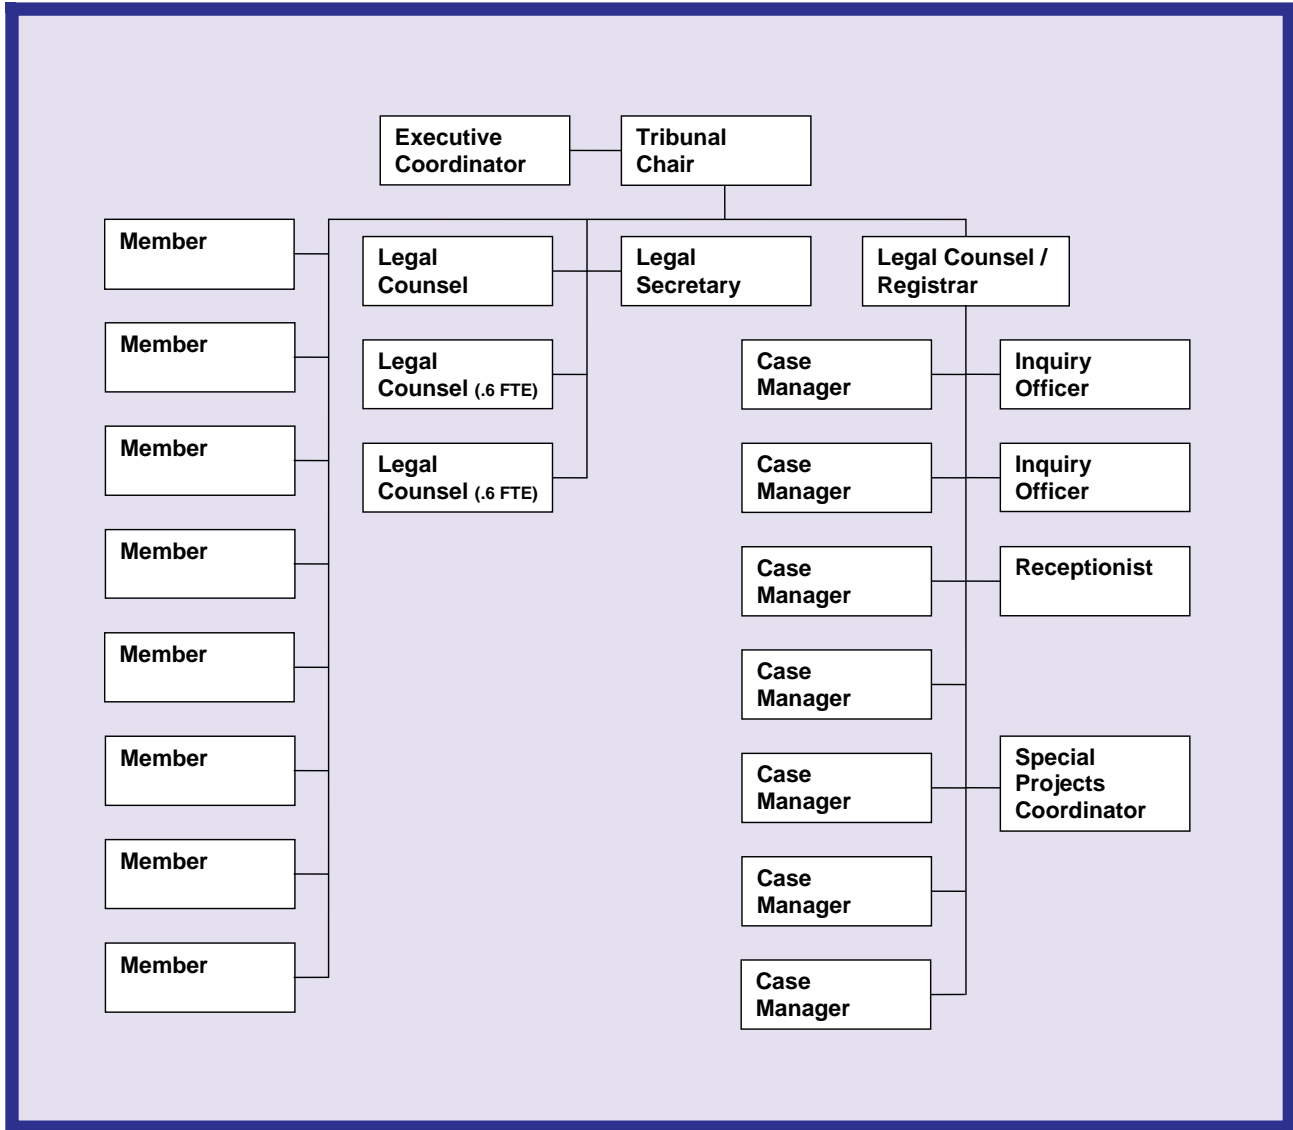 Executive
Coordinator
Tribunal
Chair
Member
Member
Member
Member
Member
Member
Member
Member
Legal
Counsel
Legal
Counsel (.6 FTE)
Legal
Counsel (.6 FTE)
Legal
Secretary
Legal Counsel /
Registrar
Case
Manager
Case
Manager
Case
Manager
Case
Manager
Case
Manager
Case
Manager
Case
Manager
Inquiry
Officer
Inquiry
Officer
Receptionist
Special
Projects
Coordinator